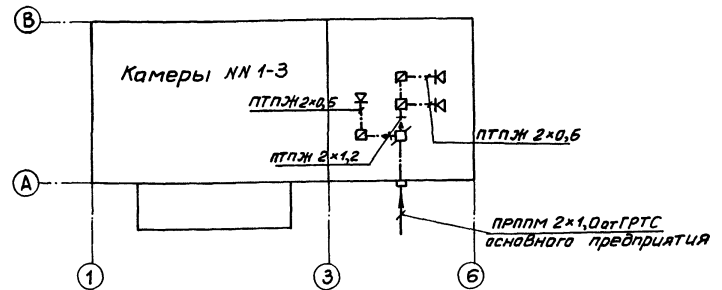 В
Камеры NN 1-3
ПТПЖ 2×0,6
ПТПЖ 2×0,6
ПТПЖ 2×1,2
А
ПРППМ 2×1,0 от ГРТС
основного предприятия
1
3
6